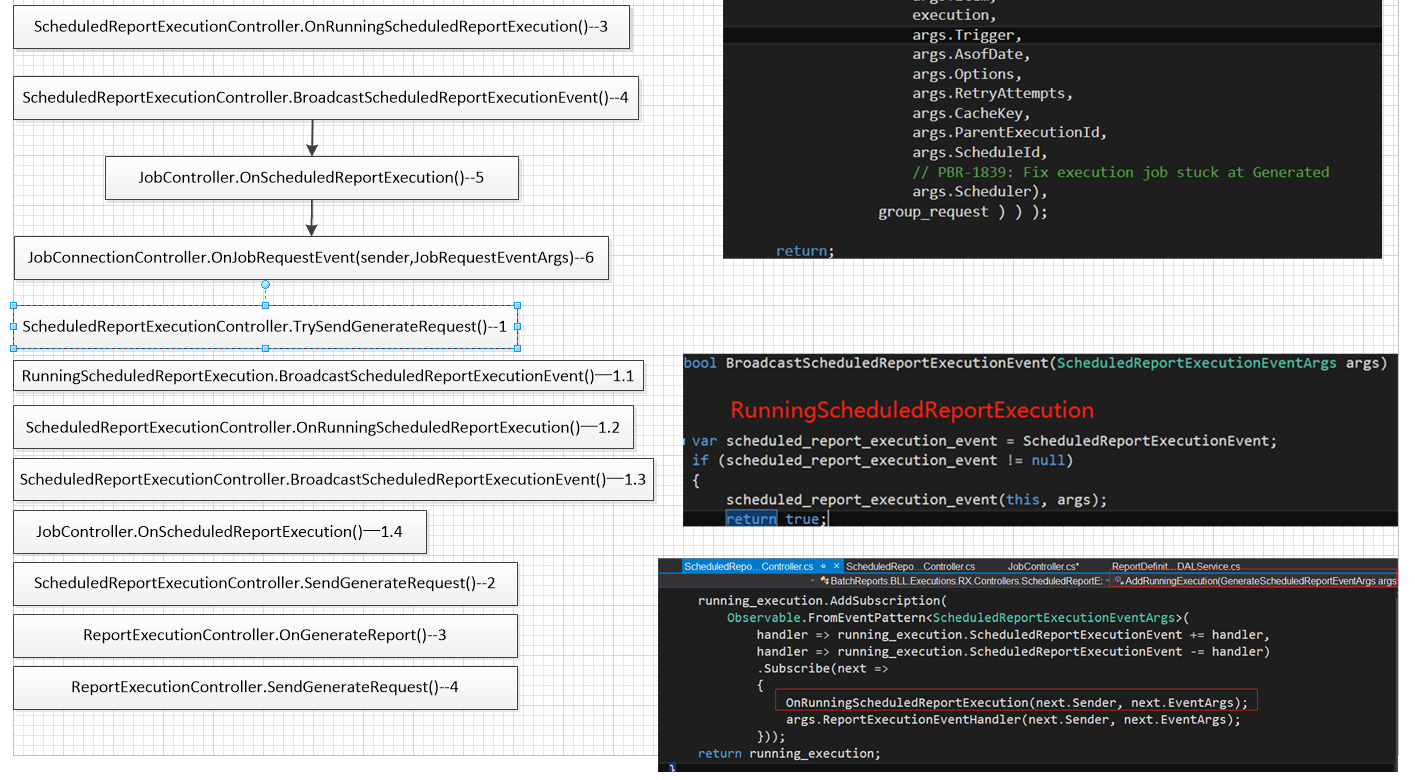 ScheduledReportExecutionController.OnRunningScheduledReportExecution()--3
ScheduledReportExecutionController.BroadcastScheduledReportExecutionEvent()--4
JobController.OnScheduledReportExecution()--5
JobConnectionController.OnJobRequestEvent(sender,JobRequestEventArgs)--6
ScheduledReportExecutionController.TrySendGenerateRequest()--1
RunningScheduledReportExecution.BroadcastScheduledReportExecutionEvent()—1.1
ScheduledReportExecutionController.OnRunningScheduledReportExecution()—1.2
ScheduledReportExecutionController.BroadcastScheduledReportExecutionEvent()—1.3
JobController.OnScheduledReportExecution()—1.4
ScheduledReportExecutionController.SendGenerateRequest()--2
ReportExecutionController.OnGenerateReport()--3
ReportExecutionController.SendGenerateRequest()--4
execution,
args.Trigger,
args.AsofDate,
args.Options,
args.RetryAttempts,
args.CacheKey,
args.ParentExecutionId,
args.ScheduleId,
// PBR-1839: Fix execution job stuck at Generated
args.Scheduler),
group_request ) ) );
return;
bool BroadcastScheduledReportExecutionEvent(ScheduledReportExecutionEventArgs args)
RunningScheduledReportExecution
var scheduled_report_execution_event = ScheduledReportExecutionEvent;
if (scheduled_report_execution_event != null)
{
scheduled_report_execution_event(this, args);
return true;
ScheduledRepo...Controller.cs ScheduledRepo...Controller.cs JobController.cs* ReportDefinit...DALService.cs
BatchReports.BLL.Executions.RX.Controllers.ScheduledReportE: AddRunningExecution(GenerateScheduledReportEventArgs args
running_execution.AddSubscription(
Observable.FromEventPattern<ScheduledReportExecutionEventArgs>(
handler => running_execution.ScheduledReportExecutionEvent += handler,
handler => running_execution.ScheduledReportExecutionEvent -= handler)
.Subscribe(next =>
{
OnRunningScheduledReportExecution(next.Sender, next.EventArgs);
args.ReportExecutionEventHandler(next.Sender, next.EventArgs);
}));
return running_execution;
}